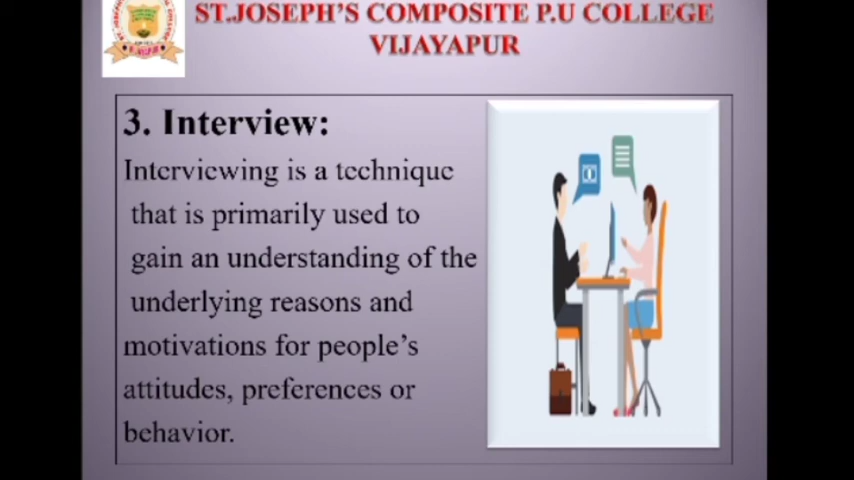 ST.JOSEPH'S COMPOSITE P.U COLLEGE
VIJAYAPUR
3. Interview:
Interviewing is a technique
that is primarily used to
gain an understanding of the
underlying reasons and
motivations for people's
attitudes, preferences or
behavior.